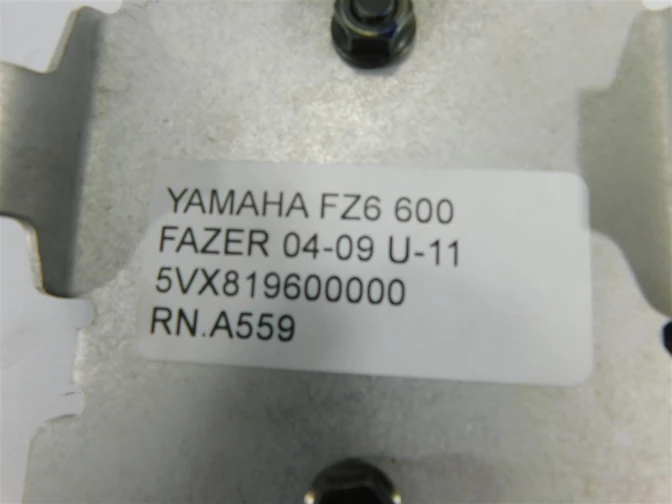 YAMAHA FZ6 600
FAZER 04-09 U-11
5VX819600000
RN.A559